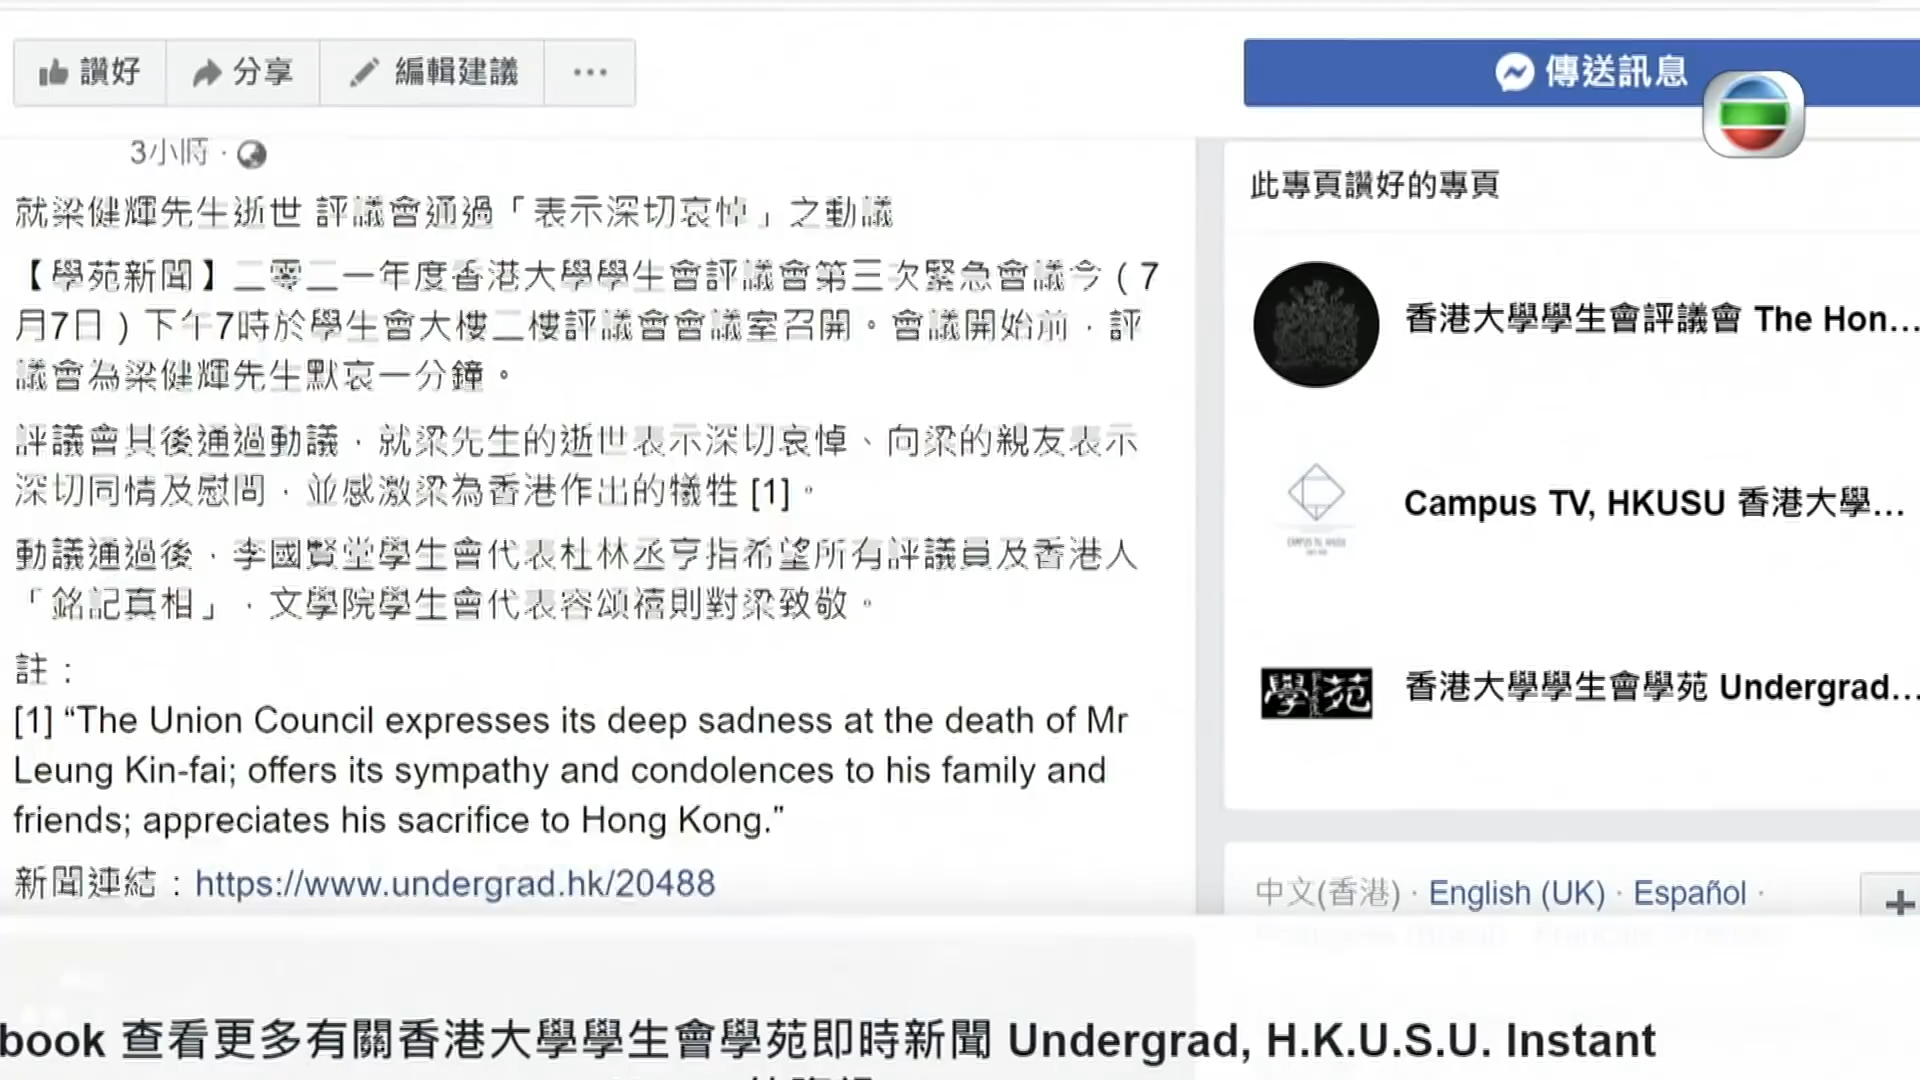 讚好
分享
編輯建議
傳送訊息
3小時
就梁健輝先生逝世 評議會通過「表示深切哀悼」之動議
【學苑新聞】二零二一年度香港大學學生會評議會第三次緊急會議今（7
月7日）下午7時於學生會大樓二樓評議會會議室召開。會議開始前，評
議會為梁健輝先生默哀一分鐘。
評議會其後通過動議，就梁先生的逝世表示深切哀悼、向梁的親友表示
深切同情及慰問，並感激梁為香港作出的犧牲 [1]。
動議通過後，李國賢堂學生會代表杜林丞亨指希望所有評議員及香港人
「銘記真相」，文學院學生會代表容頌禧則對梁致敬。
註：
[1] “The Union Council expresses its deep sadness at the death of Mr
Leung Kin-fai; offers its sympathy and condolences to his family and
friends; appreciates his sacrifice to Hong Kong.”
新聞連結：https://www.undergrad.hk/20488
此專頁讚好的專頁
香港大學學生會評議會 The Hon...
Campus TV, HKUSU 香港大學...
學苑
香港大學學生會學苑 Undergrad...
中文(香港) · English (UK) · Español ·
book 查看更多有關香港大學學生會學苑即時新聞 Undergrad, H.K.U.S.U. Instant